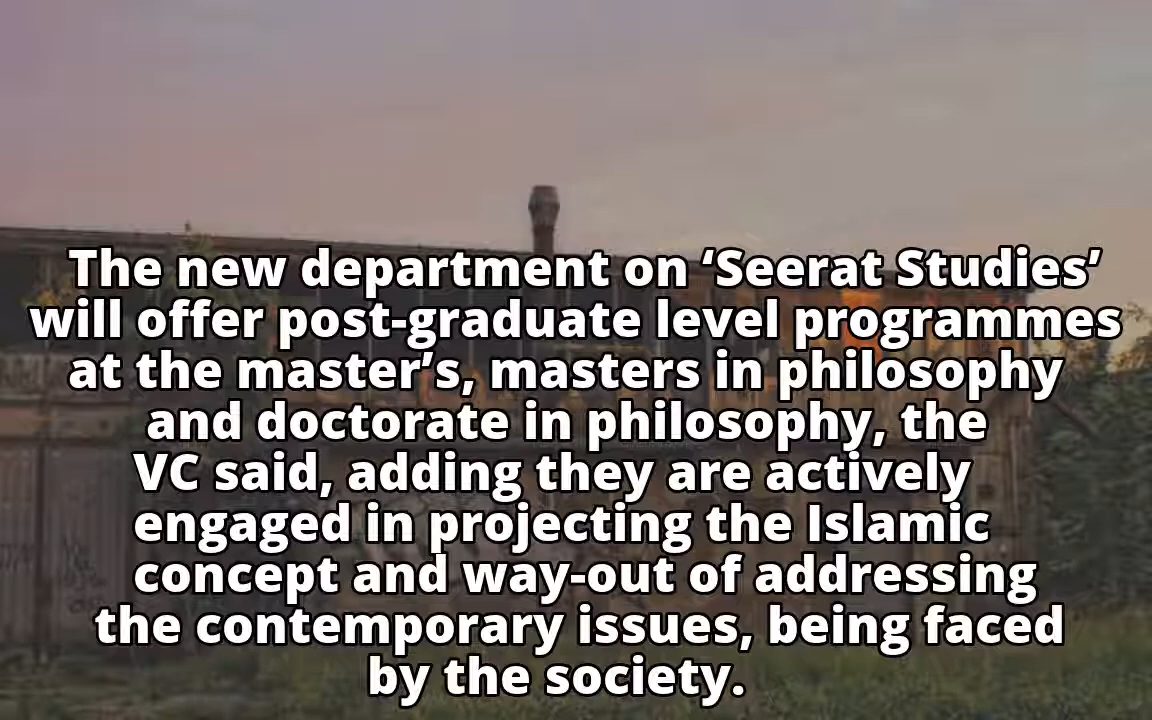 The new department on ‘Seerat Studies’
will offer post-graduate level programmes
at the master’s, masters in philosophy
and doctorate in philosophy, the
VC said, adding they are actively
engaged in projecting the Islamic
concept and way-out of addressing
the contemporary issues, being faced
by the society.